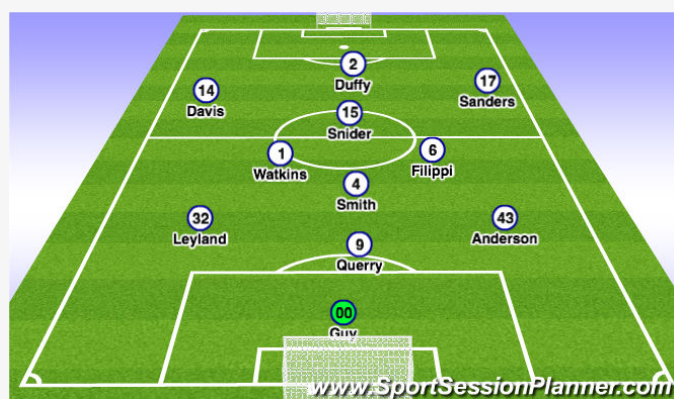 2
Duffy
17
Sanders
14
Davis
15
Snider
6
Filippi
1
Watkins
4
Smith
32
Leyland
43
Anderson
9
Querry
00
Guy
www.SportSessionPlanner.com